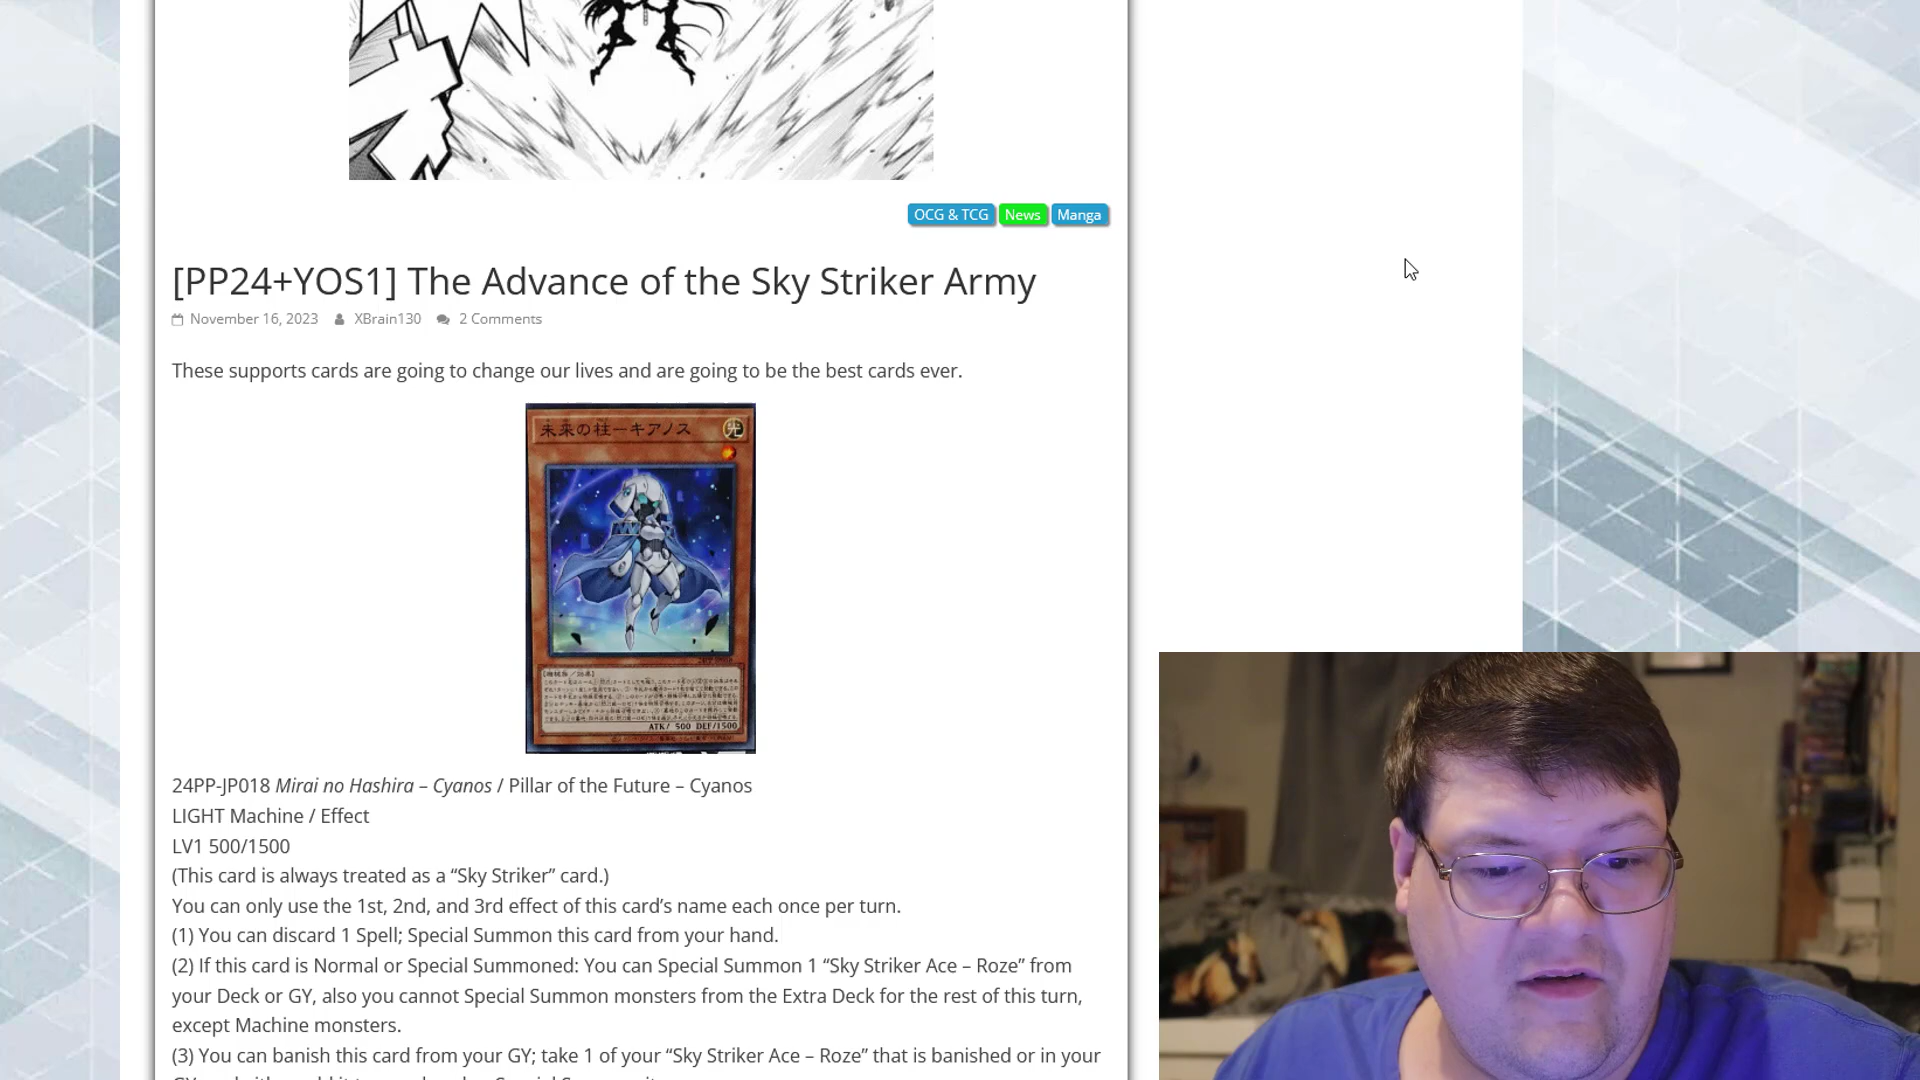 OCG & TCG News Manga
[PP24+YOS1] The Advance of the Sky Striker Army
November 16, 2023 XBrain130 2 Comments
These supports cards are going to change our lives and are going to be the best cards ever.
未来の柱－キアノス 光
ATK/ 500 DEF/1500
24PP-JP018 Mirai no Hashira – Cyanos / Pillar of the Future – Cyanos
LIGHT Machine / Effect
LV1 500/1500
(This card is always treated as a “Sky Striker” card.)
You can only use the 1st, 2nd, and 3rd effect of this card’s name each once per turn.
(1) You can discard 1 Spell; Special Summon this card from your hand.
(2) If this card is Normal or Special Summoned: You can Special Summon 1 “Sky Striker Ace – Roze” from
your Deck or GY, also you cannot Special Summon monsters from the Extra Deck for the rest of this turn,
except Machine monsters.
(3) You can banish this card from your GY; take 1 of your “Sky Striker Ace – Roze” that is banished or in your